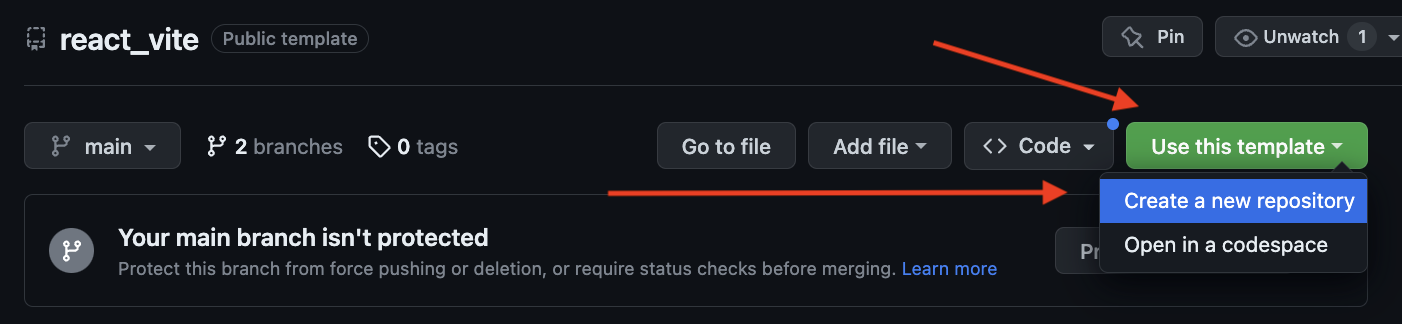 react_vite Public template Pin Unwatch 1
main 2 branches 0 tags Go to file Add file <> Code Use this template
Create a new repository
Your main branch isn't protected
Open in a codespace
Protect this branch from force pushing or deletion, or require status checks before merging. Learn more